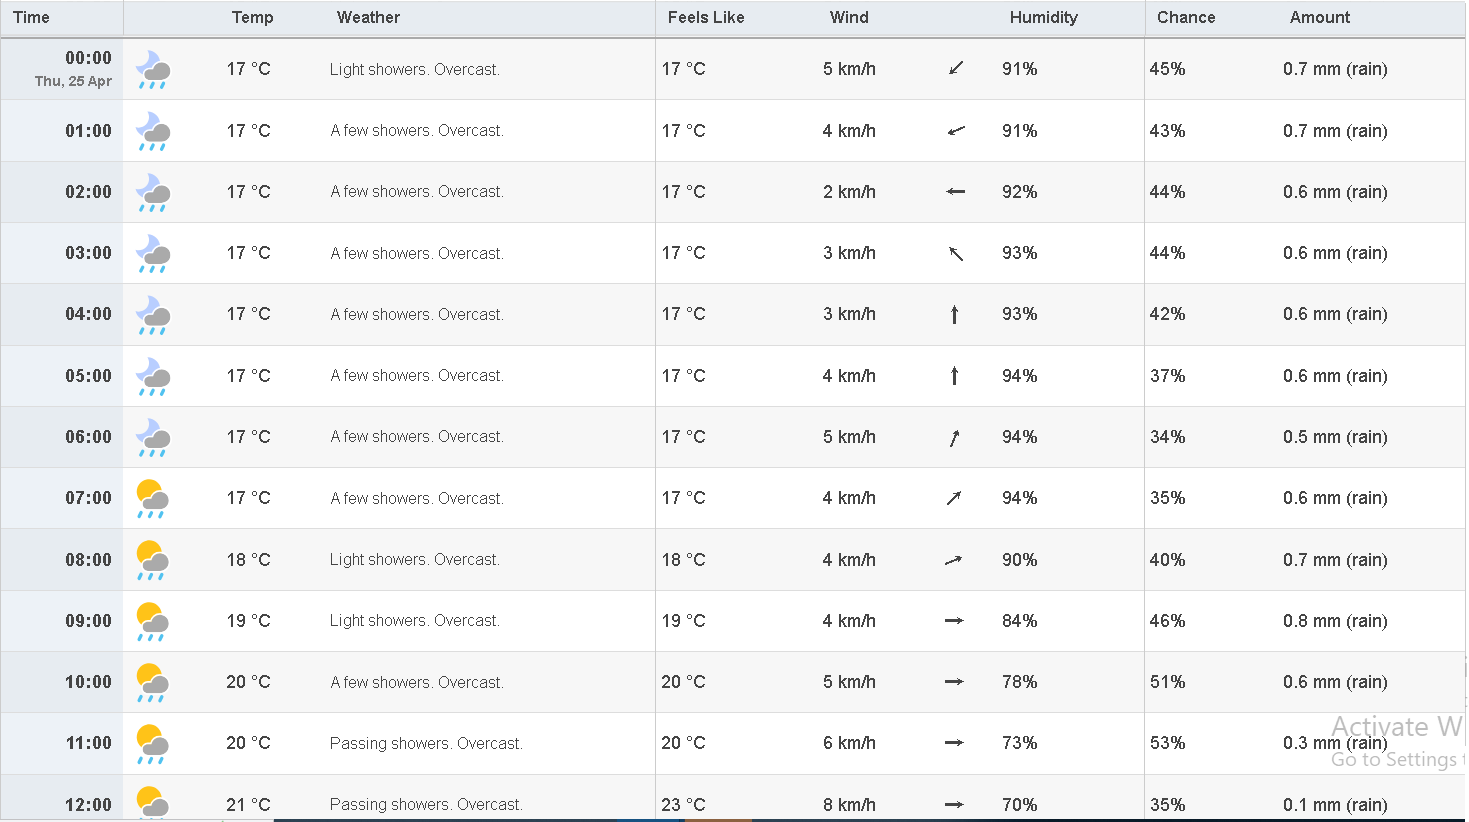 Time Temp Weather Feels Like Wind Humidity Chance Amount
00:00 17 °C Light showers. Overcast. 17 °C 5 km/h 91% 45% 0.7 mm (rain)
Thu, 25 Apr
01:00 17 °C A few showers. Overcast. 17 °C 4 km/h 91% 43% 0.7 mm (rain)
02:00 17 °C A few showers. Overcast. 17 °C 2 km/h 92% 44% 0.6 mm (rain)
03:00 17 °C A few showers. Overcast. 17 °C 3 km/h 93% 44% 0.6 mm (rain)
04:00 17 °C A few showers. Overcast. 17 °C 3 km/h 93% 42% 0.6 mm (rain)
05:00 17 °C A few showers. Overcast. 17 °C 4 km/h 94% 37% 0.6 mm (rain)
06:00 17 °C A few showers. Overcast. 17 °C 5 km/h 94% 34% 0.5 mm (rain)
07:00 17 °C A few showers. Overcast. 17 °C 4 km/h 94% 35% 0.6 mm (rain)
08:00 18 °C Light showers. Overcast. 18 °C 4 km/h 90% 40% 0.7 mm (rain)
09:00 19 °C Light showers. Overcast. 19 °C 4 km/h 84% 46% 0.8 mm (rain)
10:00 20 °C A few showers. Overcast. 20 °C 5 km/h 78% 51% 0.6 mm (rain)
11:00 20 °C Passing showers. Overcast. 20 °C 6 km/h 73% 53% 0.3 mm (rain)
Activate W
Go to Settings
12:00 21 °C Passing showers. Overcast. 23 °C 8 km/h 70% 35% 0.1 mm (rain)